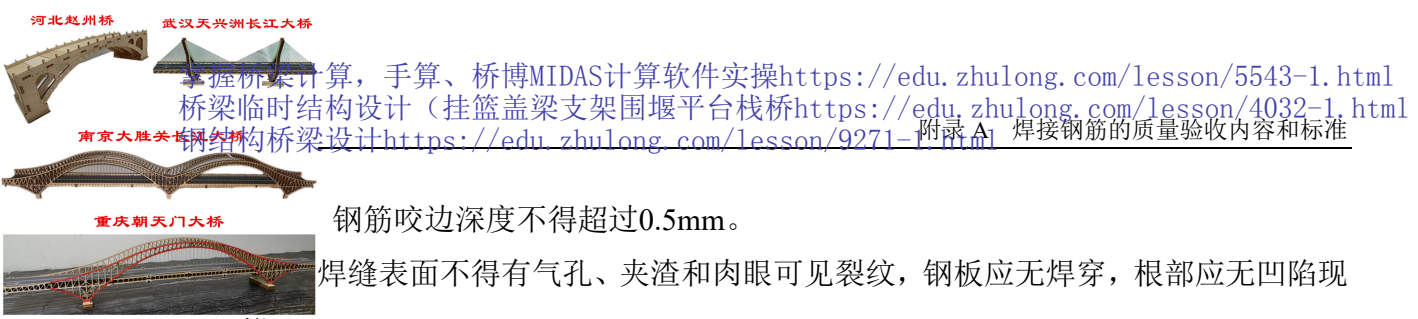 河北赵州桥
武汉天兴洲长江大桥
掌握桥梁计算，手算、桥博MIDAS计算软件实操https://edu.zhulong.com/lesson/5543-1.html
桥梁临时结构设计（挂篮盖梁支架围堰平台栈桥https://edu.zhulong.com/lesson/4032-1.html
南京大胜关长江大桥
钢结构桥梁设计https://edu.zhulong.com/lesson/9271-1.html
附录 A 焊接钢筋的质量验收内容和标准
重庆朝天门大桥
钢筋咬边深度不得超过0.5mm。
焊缝表面不得有气孔、夹渣和肉眼可见裂纹，钢板应无焊穿，根部应无凹陷现